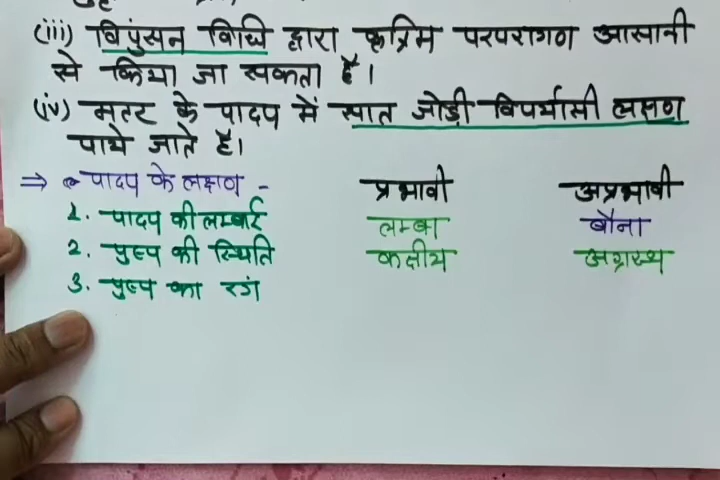 (iii) विपुंसन विधि द्वारा कृत्रिम परपरागण आसानी
से किया जा सकता है।
(iv) मटर के पादप में सात जोड़ी विपर्यासी लक्षण
पाये जाते है।
⇒ पादप के लक्षण - प्रभावी अप्रभावी
1. पादप की लम्बाई लम्बा बौना
2. पुष्प की स्थिति कक्षीय अग्रस्थ
3. पुष्प का रंग